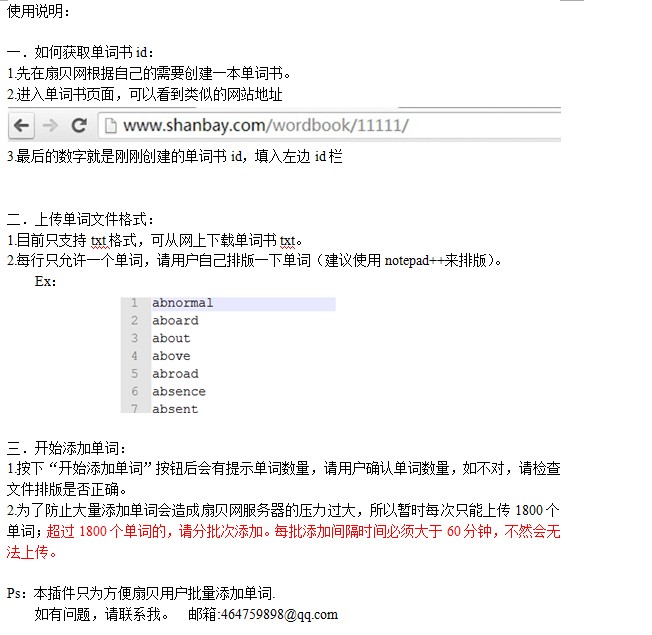 使用说明：
一．如何获取单词书 id：
1.先在扇贝网根据自己的需要创建一本单词书。
2.进入单词书页面，可以看到类似的网站地址
www.shanbay.com/wordbook/11111/
3.最后的数字就是刚刚创建的单词书 id，填入左边 id 栏
二．上传单词文件格式：
1.目前只支持 txt 格式，可从网上下载单词书 txt。
2.每行只允许一个单词，请用户自己排版一下单词（建议使用 notepad++来排版）。
Ex：
1 abnormal
2 aboard
3 about
4 above
5 abroad
6 absence
7 absent
三．开始添加单词：
1.按下“开始添加单词”按钮后会有提示单词数量，请用户确认单词数量，如不对，请检查
文件排版是否正确。
2.为了防止大量添加单词会造成扇贝网服务器的压力过大，所以暂时每次只能上传 1800 个
单词；超过 1800 个单词的，请分批次添加。每批添加间隔时间必须大于 60 分钟，不然会无
法上传。
Ps：本插件只为方便扇贝用户批量添加单词.
如有问题，请联系我。 邮箱:464759898@qq.com